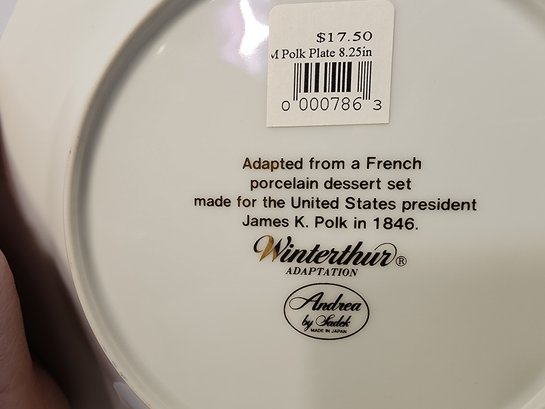 $17.50
M Polk Plate 8.25in
0 000786 3
Adapted from a French
porcelain dessert set
made for the United States president
James K. Polk in 1846.
Winterthur®
ADAPTATION
Andrea
by Sadek
MADE IN JAPAN